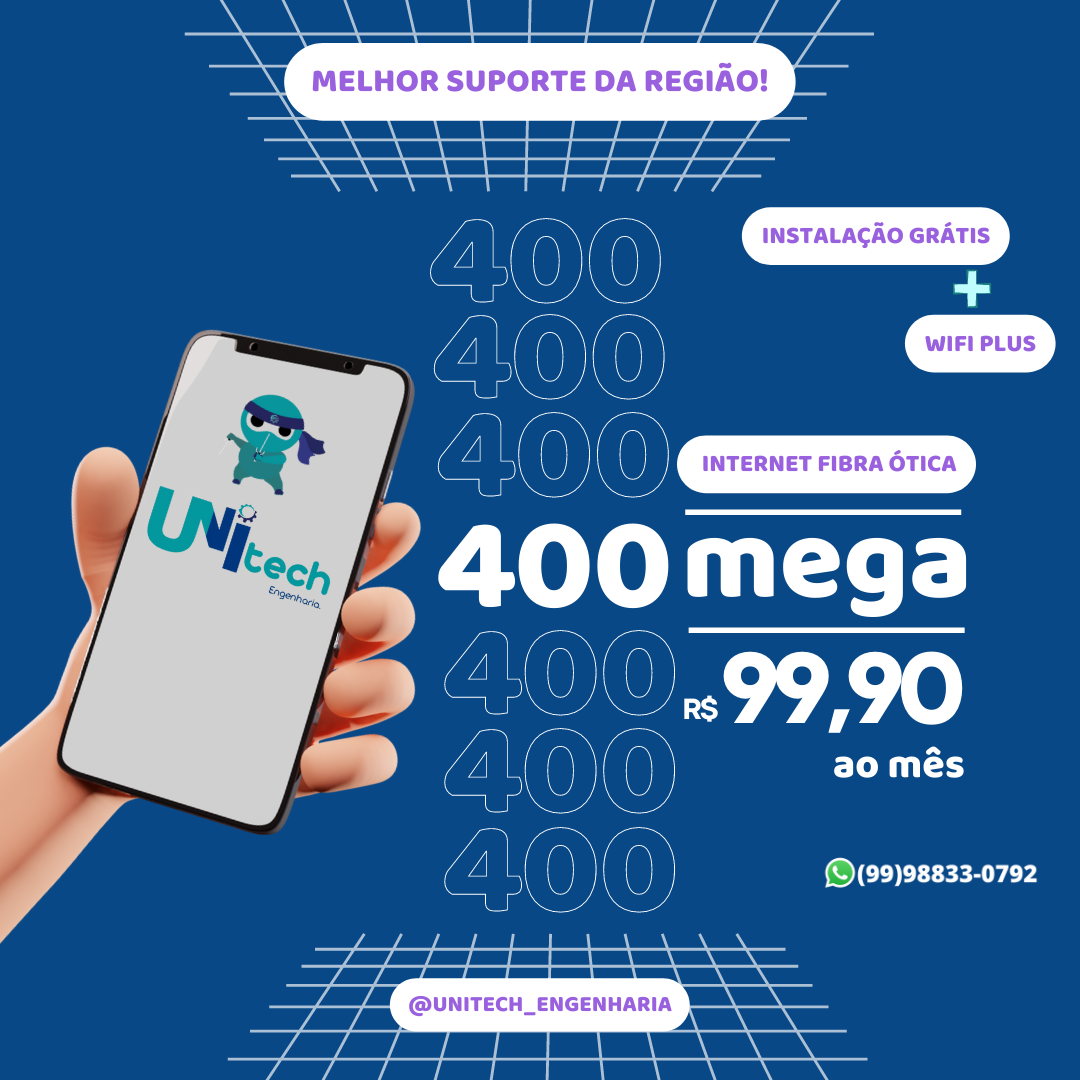 MELHOR SUPORTE DA REGIÃO!
INSTALAÇÃO GRÁTIS
+
WIFI PLUS
400
400
400
INTERNET FIBRA ÓTICA
400 mega
R$ 99,90
ao mês
400
400
400
UNitech
Engenharia.
(99)98833-0792
@UNITECH_ENGENHARIA